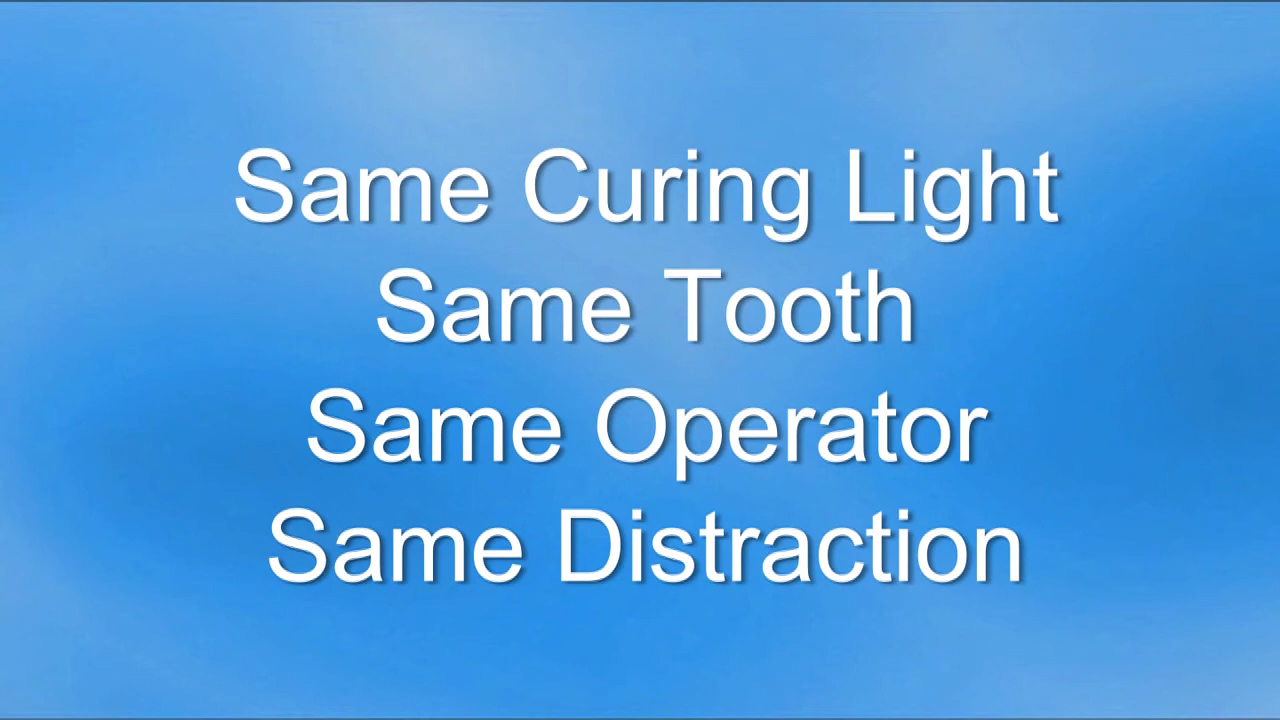 Same Curing Light
Same Tooth
Same Operator
Same Distraction